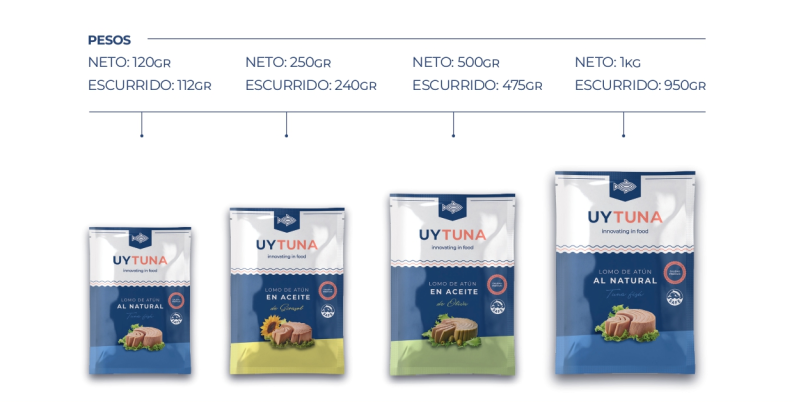 PESOS
NETO: 120GR
ESCURRIDO: 112GR
NETO: 250GR
ESCURRIDO: 240GR
NETO: 500GR
ESCURRIDO: 475GR
NETO: 1KG
ESCURRIDO: 950GR
UYTUNA
innovating in food
LOMO DE ATÚN
AL NATURAL
UYTUNA
innovating in food
LOMO DE ATÚN
EN ACEITE
de Girasol
UYTUNA
innovating in food
LOMO DE ATÚN
EN ACEITE
de Oliva
UYTUNA
innovating in food
LOMO DE ATÚN
AL NATURAL